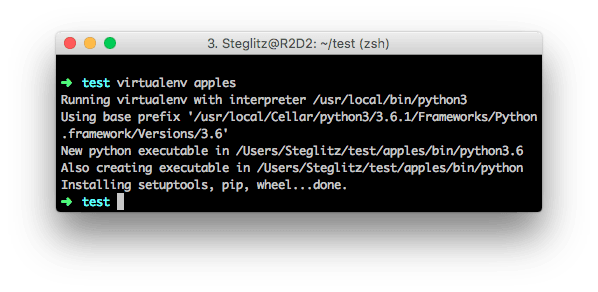 3. Steglitz@R2D2: ~/test (zsh)
➜ test virtualenv apples
Running virtualenv with interpreter /usr/local/bin/python3
Using base prefix '/usr/local/Cellar/python3/3.6.1/Frameworks/Python
.framework/Versions/3.6'
New python executable in /Users/Steglitz/test/apples/bin/python3.6
Also creating executable in /Users/Steglitz/test/apples/bin/python
Installing setuptools, pip, wheel...done.
➜ test